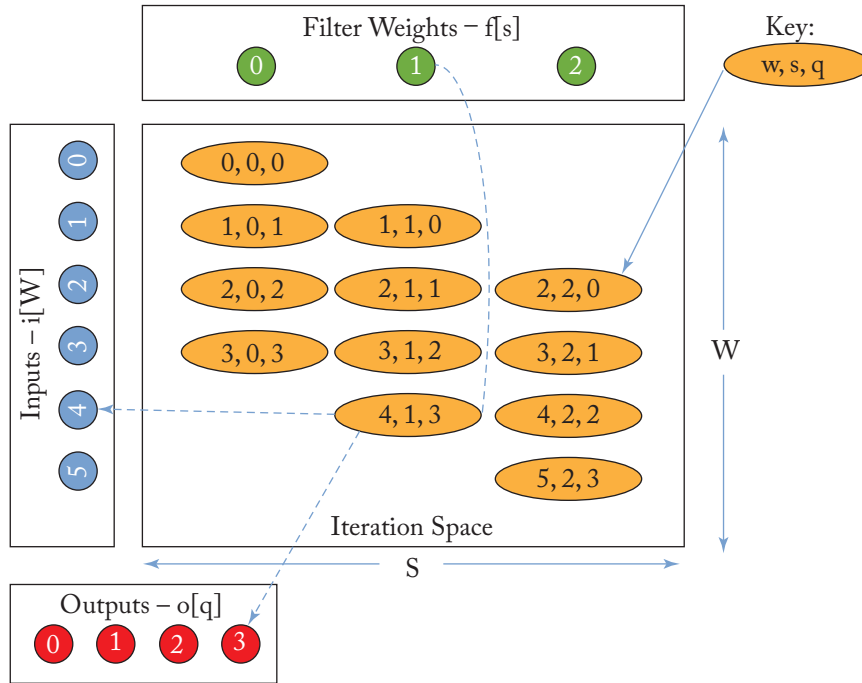 Filter Weights – f[s]
0 1 2
Key:
w, s, q
Inputs – i[W]
0
1
2
3
4
5
0, 0, 0
1, 0, 1 1, 1, 0
2, 0, 2 2, 1, 1 2, 2, 0
3, 0, 3 3, 1, 2 3, 2, 1
4, 1, 3 4, 2, 2
5, 2, 3
Iteration Space
W
S
Outputs – o[q]
0 1 2 3